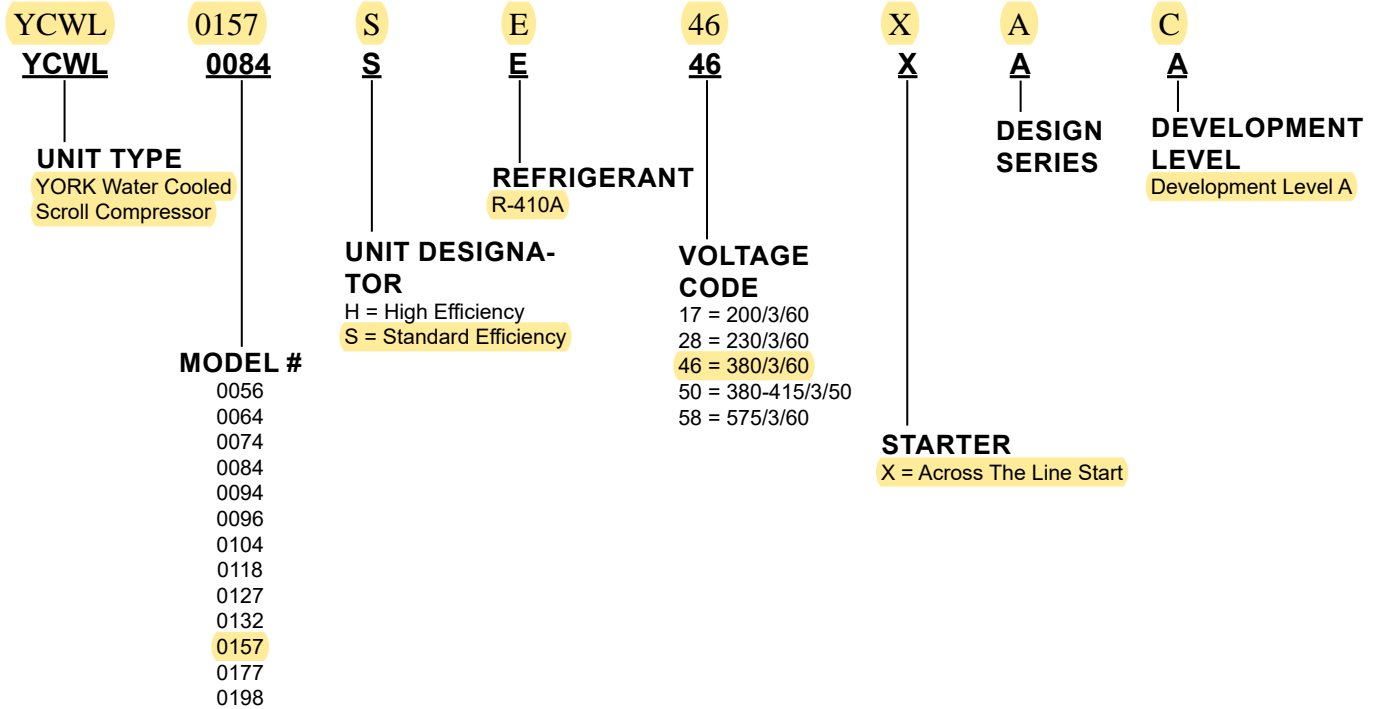 YCWL 0157 S E 46 X A C
YCWL 0084 S E 46 X A A
UNIT TYPE
YORK Water Cooled
Scroll Compressor
MODEL #
0056
0064
0074
0084
0094
0096
0104
0118
0127
0132
0157
0177
0198
UNIT DESIGNA-
TOR
H = High Efficiency
S = Standard Efficiency
REFRIGERANT
R-410A
VOLTAGE
CODE
17 = 200/3/60
28 = 230/3/60
46 = 380/3/60
50 = 380-415/3/50
58 = 575/3/60
STARTER
X = Across The Line Start
DESIGN
SERIES
DEVELOPMENT
LEVEL
Development Level A